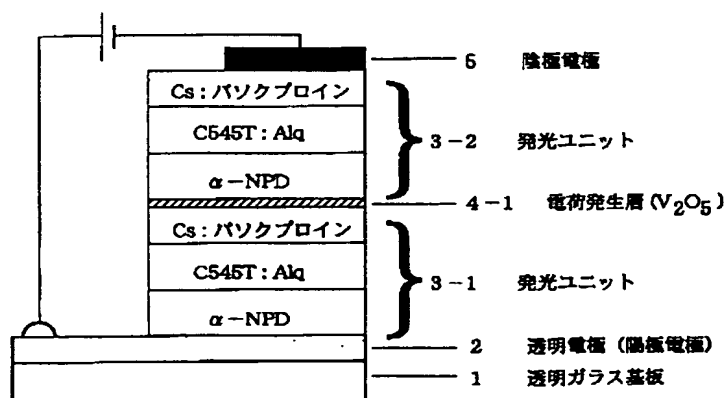 5 陰極電極
Cs:バソクプロイン
C545T:Alq
3-2 発光ユニット
α-NPD
4-1 電荷発生層(V2O5)
Cs:バソクプロイン
C545T:Alq
3-1 発光ユニット
α-NPD
2 透明電極(陽極電極)
1 透明ガラス基板